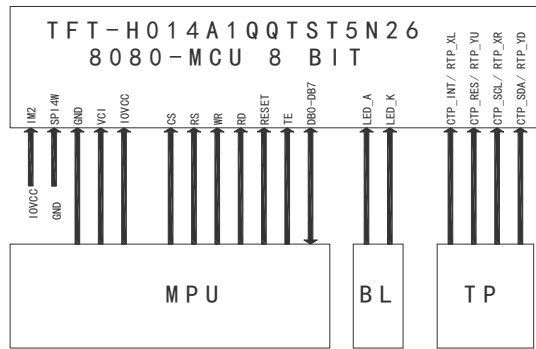 TFT-H014A1QQTST5N26
8080-MCU 8 BIT
IM2
SPI4W
GND
VCI
IOVCC
CS
RS
WR
RD
RESET
TE
DB0-DB7
LED_A
LED_K
CTP_INT/ RTP_XL
CTP_RES/ RTP_YU
CTP_SCL/ RTP_XR
CTP_SDA/ RTP_YD
IOVCC
GND
MPU
BL
TP